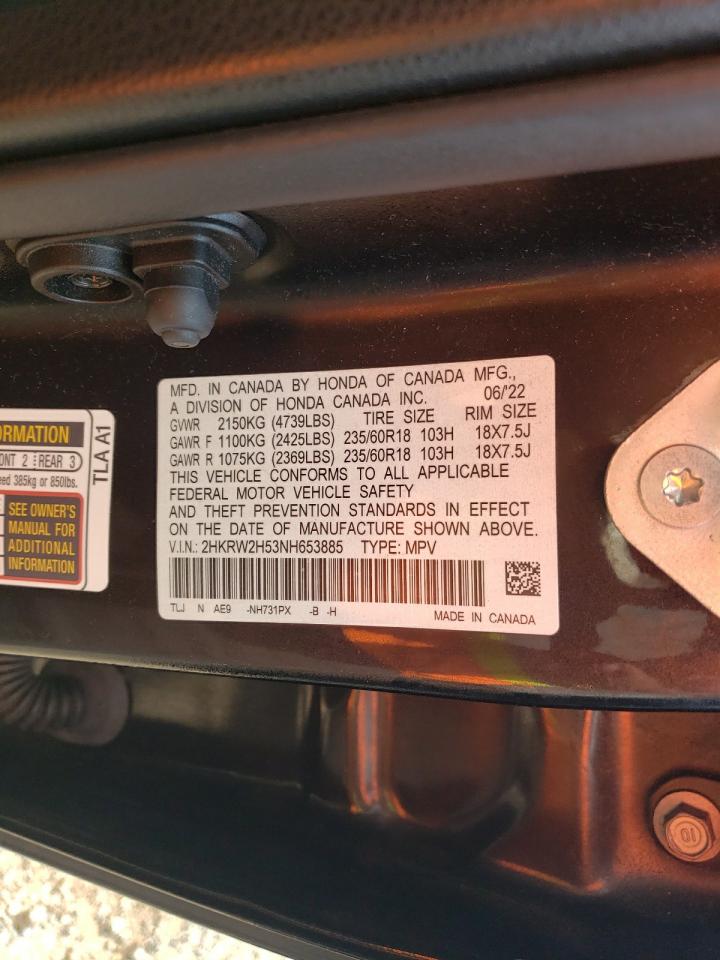 MFD. IN CANADA BY HONDA OF CANADA MFG.,
A DIVISION OF HONDA CANADA INC. 06/'22
GVWR 2150KG (4739LBS) TIRE SIZE RIM SIZE
GAWR F 1100KG (2425LBS) 235/60R18 103H 18X7.5J
GAWR R 1075KG (2369LBS) 235/60R18 103H 18X7.5J
THIS VEHICLE CONFORMS TO ALL APPLICABLE
FEDERAL MOTOR VEHICLE SAFETY
AND THEFT PREVENTION STANDARDS IN EFFECT
ON THE DATE OF MANUFACTURE SHOWN ABOVE.
V.I.N.: 2HKRW2H53NH653885 TYPE: MPV
TLJ N AE9 -NH731PX -B -H
MADE IN CANADA
2 REAR 3
385kg or 850lbs.
SEE OWNER'S
MANUAL FOR
ADDITIONAL
INFORMATION
TLA A1